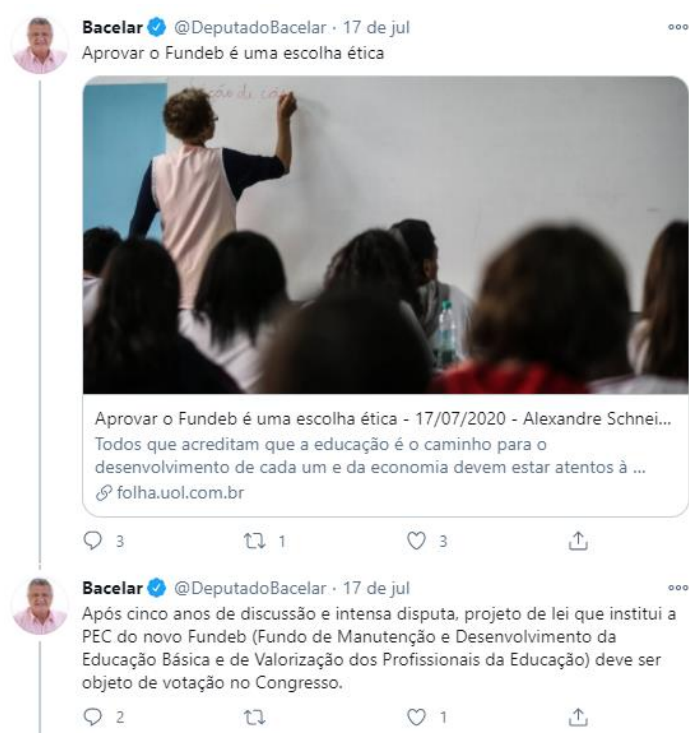 Bacelar @DeputadoBacelar · 17 de jul
Aprovar o Fundeb é uma escolha ética
Aprovar o Fundeb é uma escolha ética - 17/07/2020 - Alexandre Schnei...
Todos que acreditam que a educação é o caminho para o
desenvolvimento de cada um e da economia devem estar atentos à ...
folha.uol.com.br
3 1 3
Bacelar @DeputadoBacelar · 17 de jul
Após cinco anos de discussão e intensa disputa, projeto de lei que institui a
PEC do novo Fundeb (Fundo de Manutenção e Desenvolvimento da
Educação Básica e de Valorização dos Profissionais da Educação) deve ser
objeto de votação no Congresso.
2 1